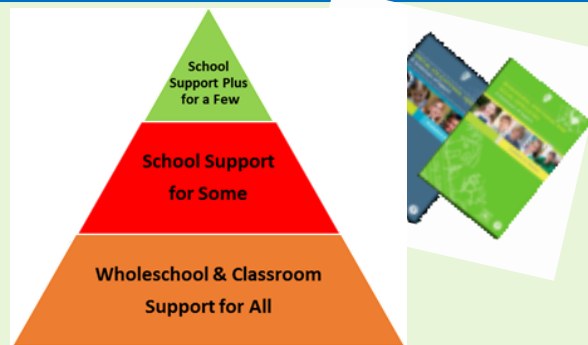 School
Support Plus
for a Few
School Support
for Some
Wholeschool & Classroom
Support for All